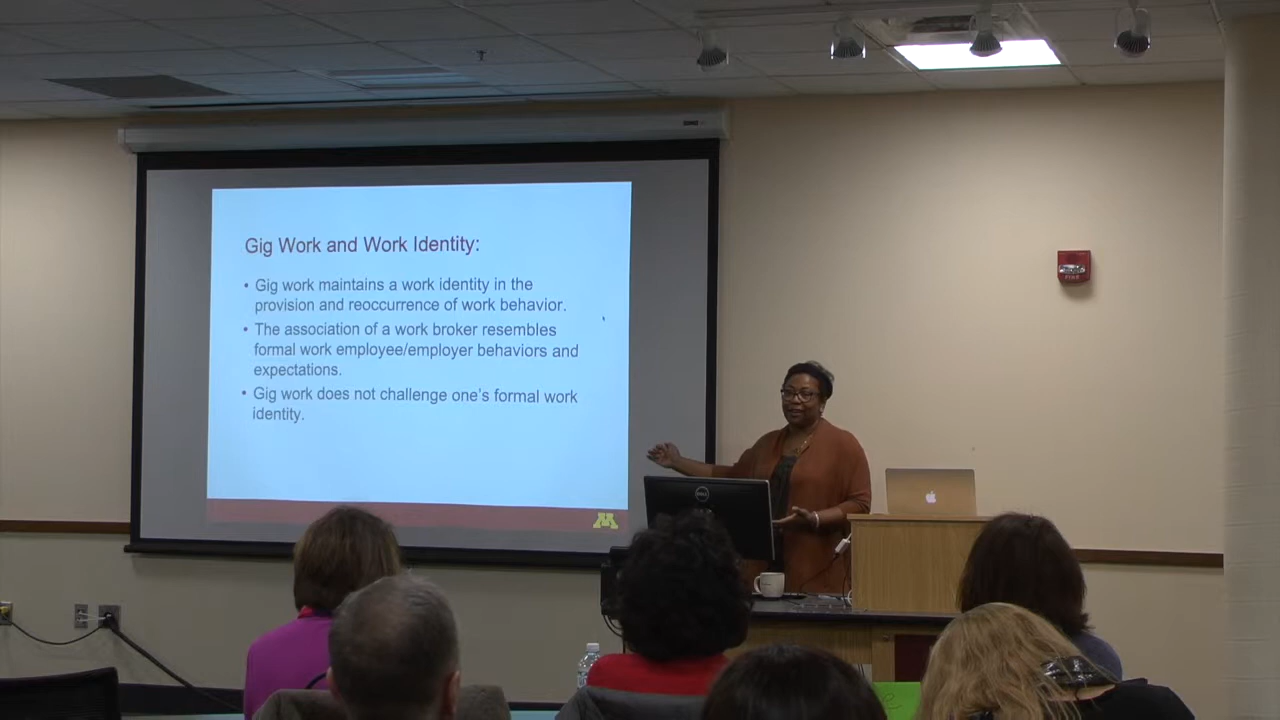 Gig Work and Work Identity:
• Gig work maintains a work identity in the
provision and reoccurrence of work behavior.
• The association of a work broker resembles
formal work employee/employer behaviors and
expectations.
• Gig work does not challenge one's formal work
identity.
M
FIRE
DELL